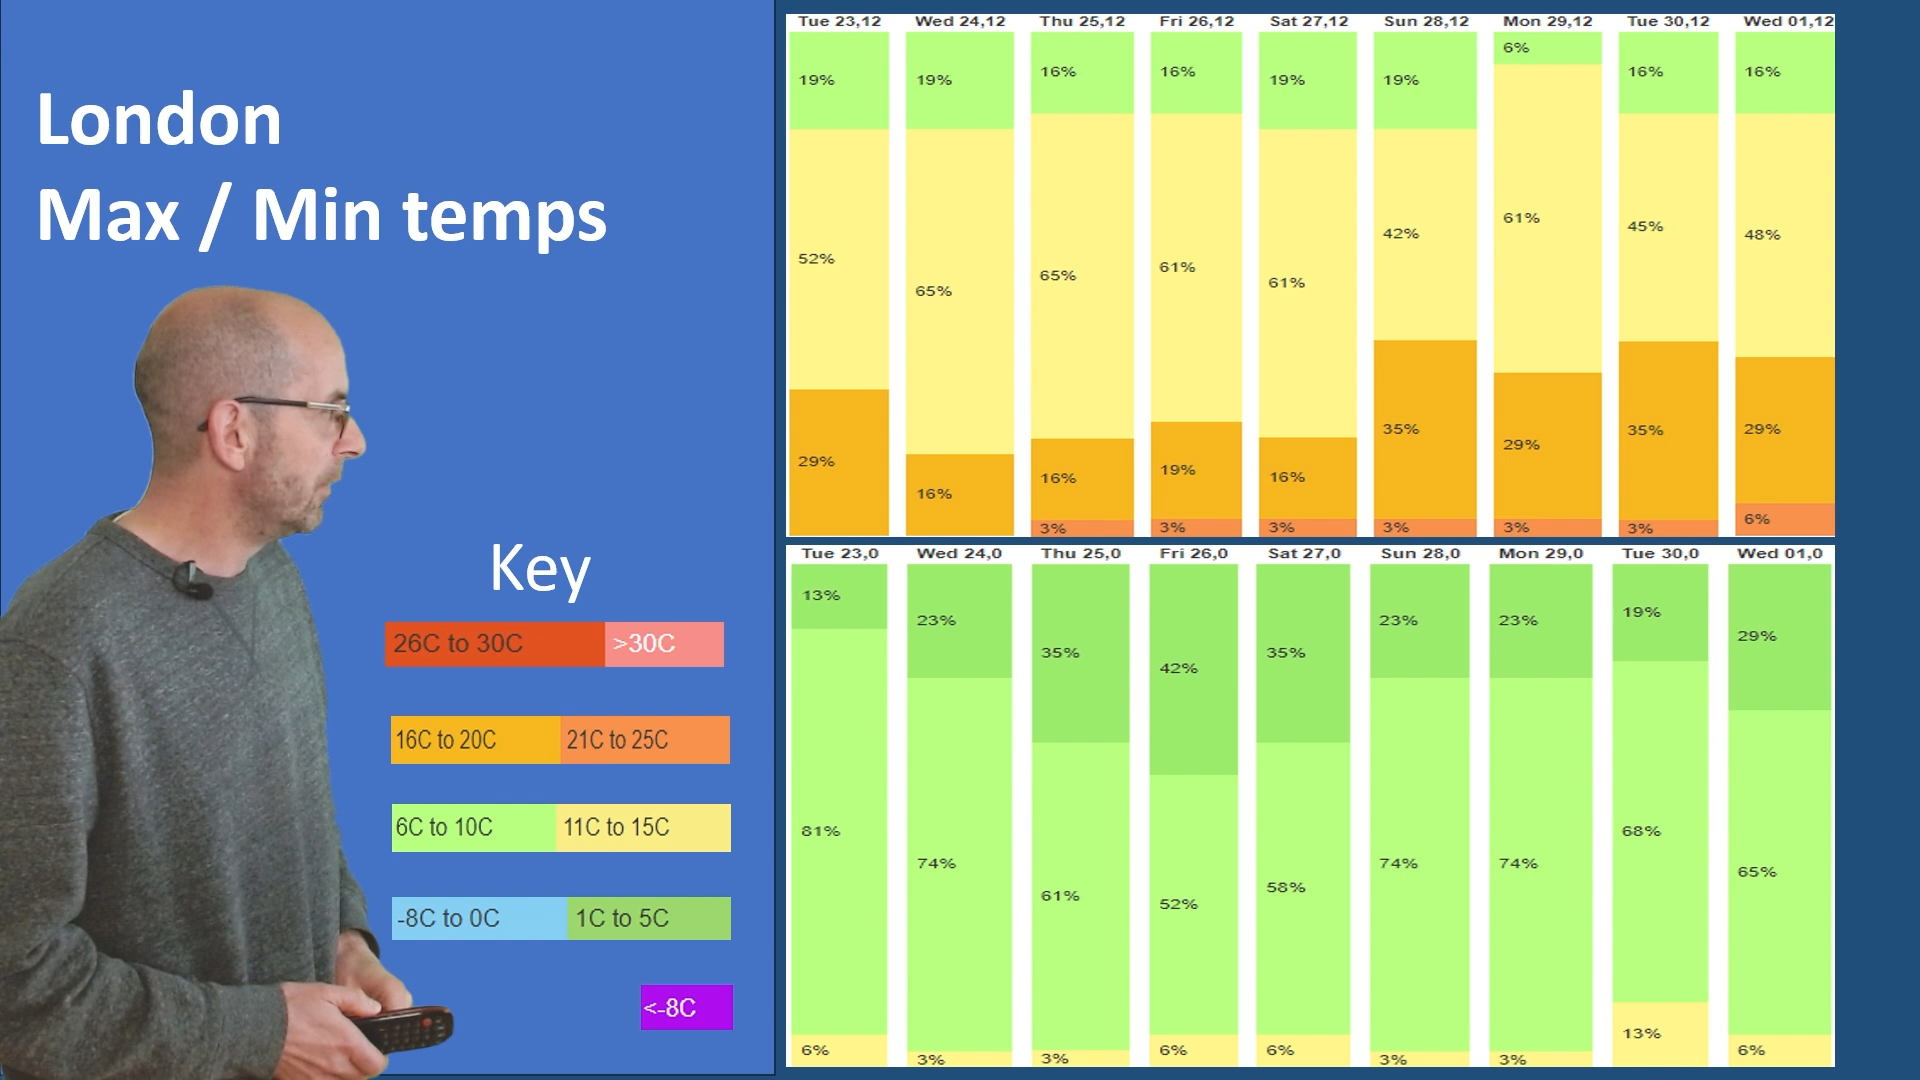 London
Max / Min temps
Key
26C to 30C >30C
16C to 20C 21C to 25C
6C to 10C 11C to 15C
-8C to 0C 1C to 5C
<-8C
Tue 23,12 Wed 24,12 Thu 25,12 Fri 26,12 Sat 27,12 Sun 28,12 Mon 29,12 Tue 30,12 Wed 01,12
19% 19% 16% 16% 19% 19% 6% 16% 16%
52% 65% 65% 61% 61% 42% 61% 45% 48%
29% 16% 16% 19% 16% 35% 29% 35% 29%
3% 3% 3% 3% 3% 3% 6%
Tue 23,0 Wed 24,0 Thu 25,0 Fri 26,0 Sat 27,0 Sun 28,0 Mon 29,0 Tue 30,0 Wed 01,0
13% 23% 35% 42% 35% 23% 23% 19% 29%
81% 74% 61% 52% 58% 74% 74% 68% 65%
6% 3% 3% 6% 6% 3% 3% 13% 6%